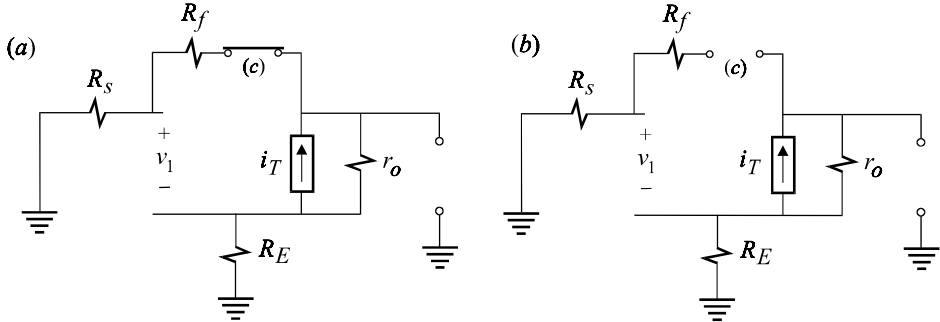 (a)
R_f
(c)
R_s
+
v_1
−
i_T
r_o
R_E
(b)
R_f
(c)
R_s
+
v_1
−
i_T
r_o
R_E